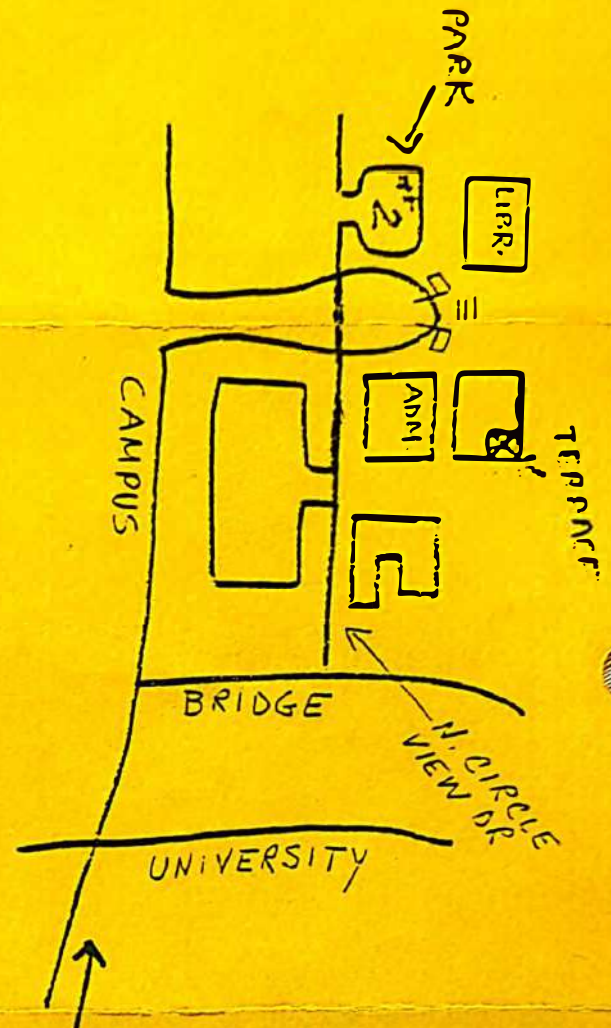 PARK
LIBR.
2
TERRACE
ADM.
CAMPUS
N. CIRCLE
VIEW DR
BRIDGE
UNIVERSITY